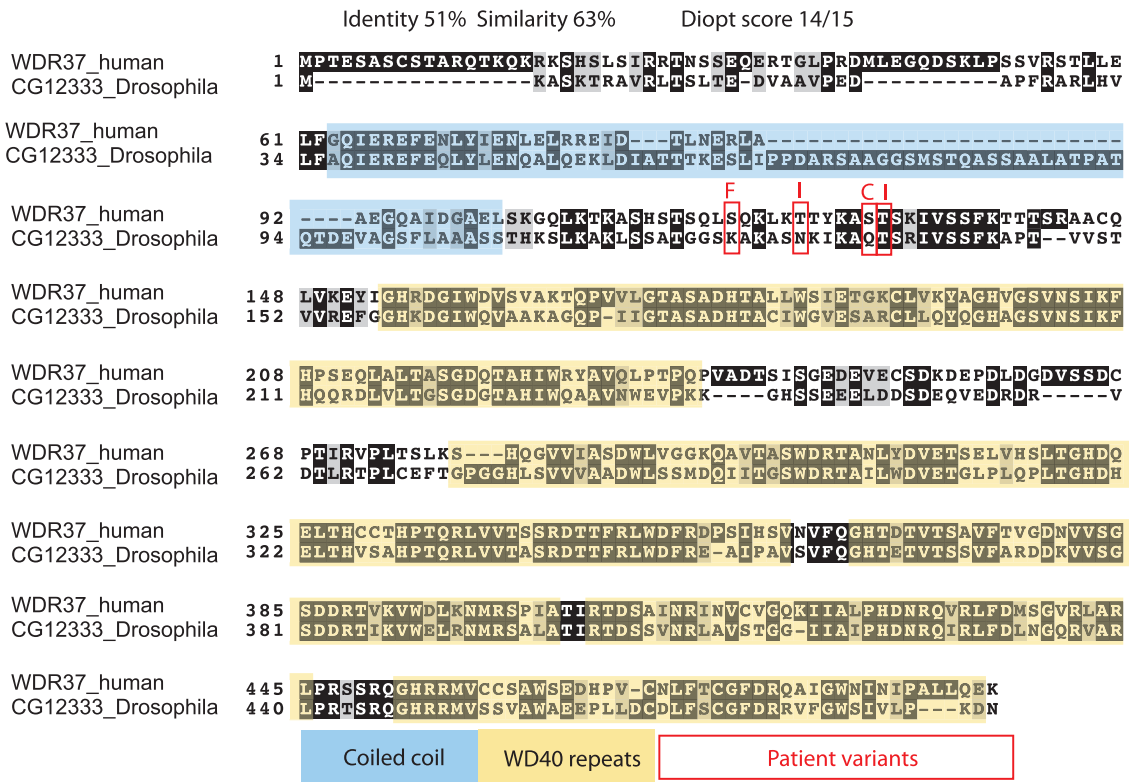 Identity 51% Similarity 63% Diopt score 14/15
WDR37_human 1 MPTESASCSTARQTKQKRKSHSLSIRRTNSSEQERTGLPRDMLEGQDSKLPSSVRSTLLE
CG12333_Drosophila 1 M----------------KASKTRAVRLTSLTE-DVAAVPED----------APFRARLHV
WDR37_human 61 LFGQIEREFENLYIENLELRREID---TLNERLA--------------------------
CG12333_Drosophila 34 LFAQIEREFEQLYLENQALQEKLDIATTTKESLIPPDARSAAGGSMSTQASSAALATPAT
F I C I
WDR37_human 92 ----AEGQAIDGAELSKGQLKTKASHSTSQLSQKLKTTYKASTSKIVSSFKTTTSRAACQ
CG12333_Drosophila 94 QTDEVAGSFLAAASSTHKSLKAKLSSATGGSKAKASNKIKAQTSRIVSSFKAPT--VVST
WDR37_human 148 LVKEYIGHRDGIWDVSVAKTQPVVLGTASADHTALLWSIETGKCLVKYAGHVGSVNSIKF
CG12333_Drosophila 152 VVREFGGHKDGIWQVAAKAGQP-IIGTASADHTACIWGVESARCLLQYQGHAGSVNSIKF
WDR37_human 208 HPSEQLALTASGDQTAHIWRYAVQLPTPQPVADTSISGEDEVECSDKDEPDLDGDVSSDC
CG12333_Drosophila 211 HQQRDLVLTGSGDGTAHIWQAAVNWEVPKK----GHSSEEELDDSDEQVEDRDR-----V
WDR37_human 268 PTIRVPLTSLKS---HQGVVIASDWLVGGKQAVTASWDRTANLYDVETSELVHSLTGHDQ
CG12333_Drosophila 262 DTLRTPLCEFTGPGGHLSVVVAADWLSSMDQIITGSWDRTAILWDVETGLPLQPLTGHDH
WDR37_human 325 ELTHCCTHPTQRLVVTSSRDTTFRLWDFRDPSIHSVNVFQGHTDTVTSAVFTVGDNVVSG
CG12333_Drosophila 322 ELTHVSAHPTQRLVVTASRDTTFRLWDFRE-AIPAVSVFQGHTETVTSSVFARDDKVVSG
WDR37_human 385 SDDRTVKVWDLKNMRSPIATIRTDSAINRINVCVGQKIIALPHDNRQVRLFDMSGVRLAR
CG12333_Drosophila 381 SDDRTIKVWELRNMRSALATIRTDSSVNRLAVSTGG-IIAIPHDNRQIRLFDLNGQRVAR
WDR37_human 445 LPRSSRQGHRRMVCCSAWSEDHPV-CNLFTCGFDRQAIGWNINIPALLQEK
CG12333_Drosophila 440 LPRTSRQGHRRMVSSVAWAEEPLLDCDLFSCGFDRRVFGWSIVLP---KDN
Coiled coil WD40 repeats Patient variants